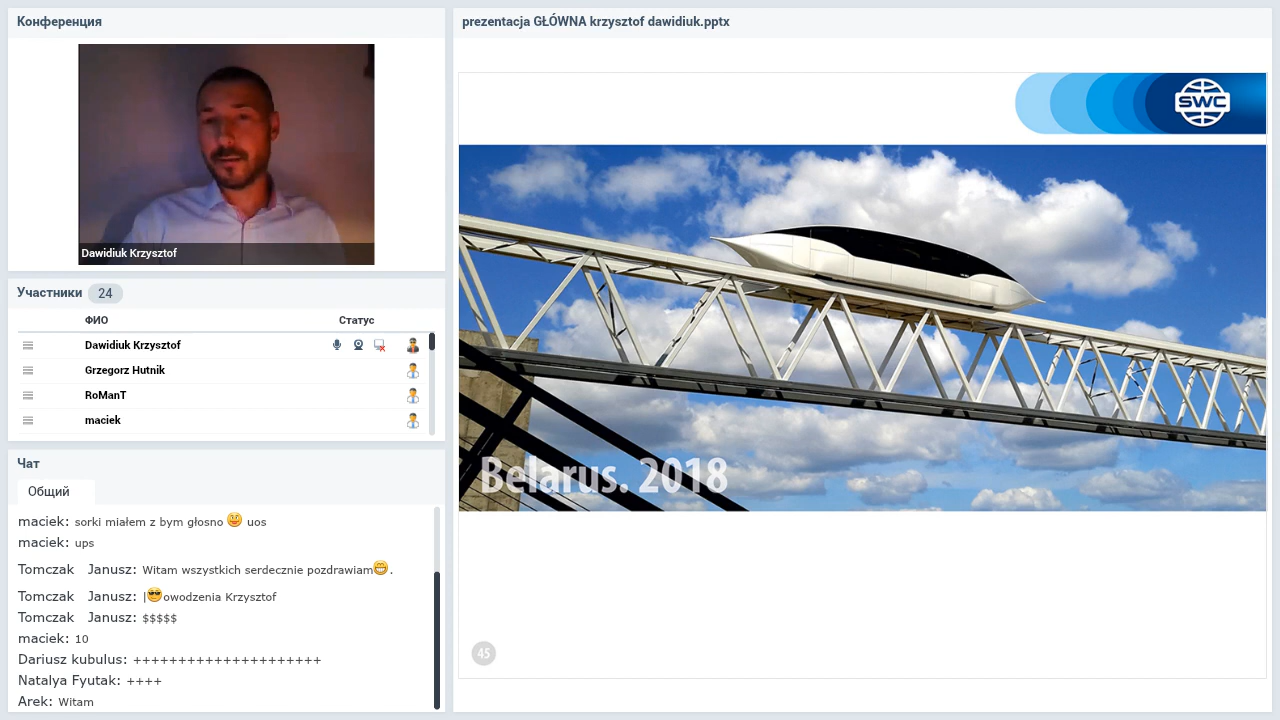 Конференция
Dawidiuk Krzysztof
Участники 24
ФИО Статус
Dawidiuk Krzysztof
Grzegorz Hutnik
RoManT
maciek
Чат
Общий
maciek: sorki miałem z bym głosno uos
maciek: ups
Tomczak Janusz: Witam wszystkich serdecznie pozdrawiam.
Tomczak Janusz: |owodzenia Krzysztof
Tomczak Janusz: $$$$$
maciek: 10
Dariusz kubulus: +++++++++++++++++++++
Natalya Fyutak: ++++
Arek: Witam
prezentacja GŁÓWNA krzysztof dawidiuk.pptx
SWC
Belarus. 2018
45